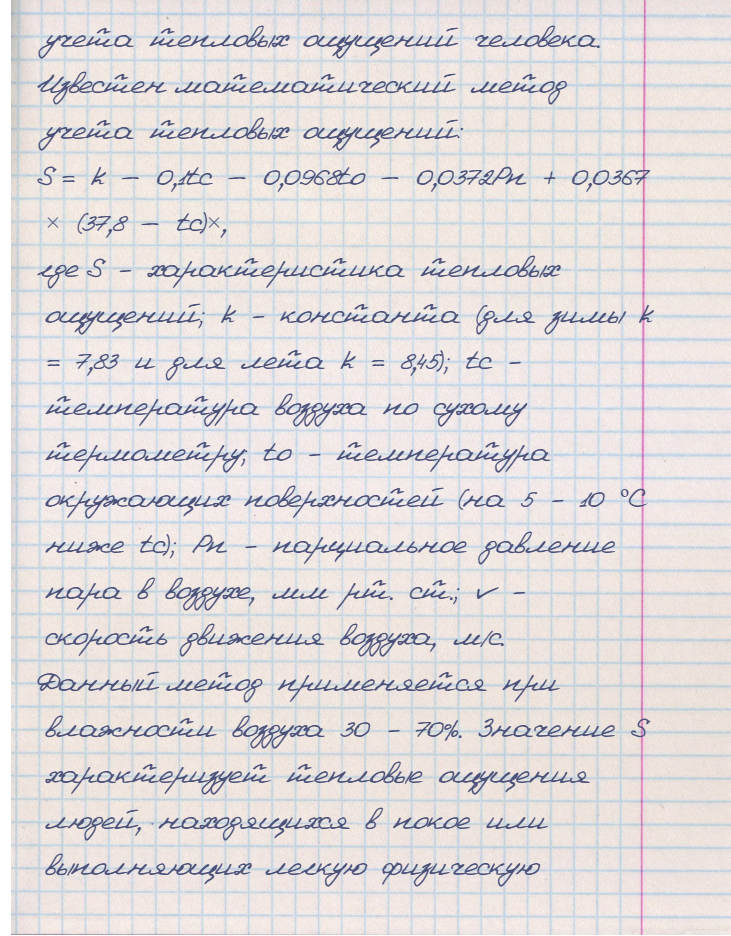 учета тепловых ощущений человека.
Известен математический метод
учета тепловых ощущений:
S = k – 0,1tc – 0,0968to – 0,0372Pп + 0,0367
× (37,8 – tc)×,
где S – характеристика тепловых
ощущений; k – константа (для зимы k
= 7,83 и для лета k = 8,45); tc –
температура воздуха по сухому
термометру; to – температура
окружающих поверхностей (на 5 – 10 °С
ниже tc); Pп – парциальное давление
пара в воздухе, мм рт. ст.; v –
скорость движения воздуха, м/с.
Данный метод применяется при
влажности воздуха 30 – 70%. Значение S
характеризует тепловые ощущения
людей, находящихся в покое или
выполняющих легкую физическую